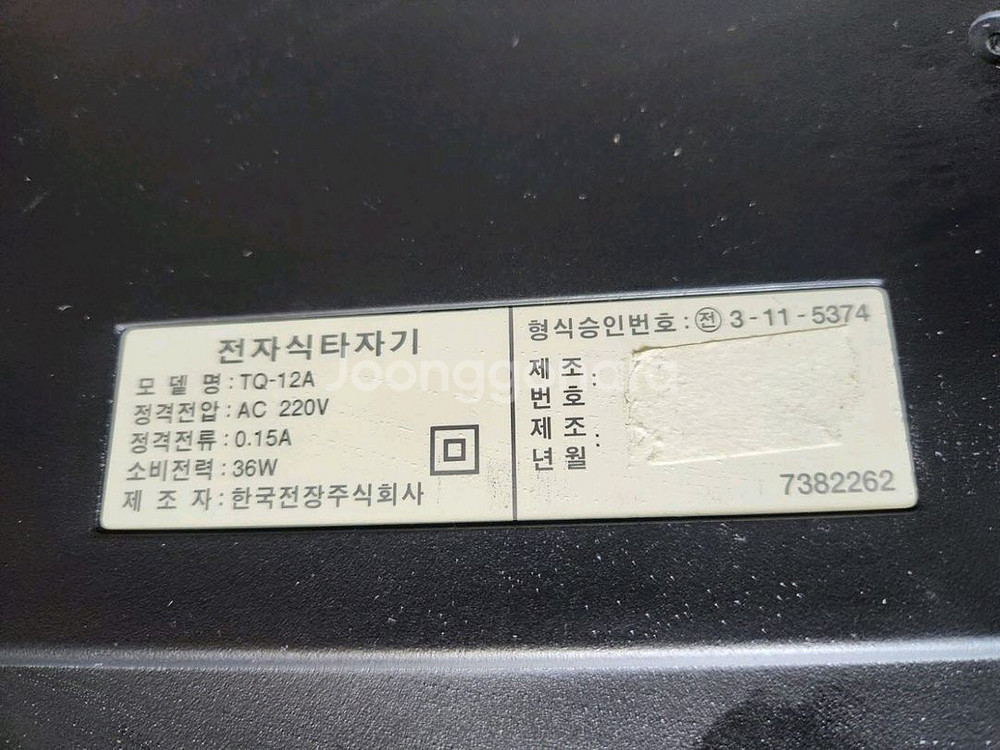 전자식타자기
모 델 명 : TQ-12A
정격전압 : AC 220V
정격전류 : 0.15A
소비전력 : 36W
제 조 자 : 한국전장주식회사
형식승인번호 : 전 3-11-5374
제 조 :
번 호
제 조 :
년 월
7382262
Joonggonara